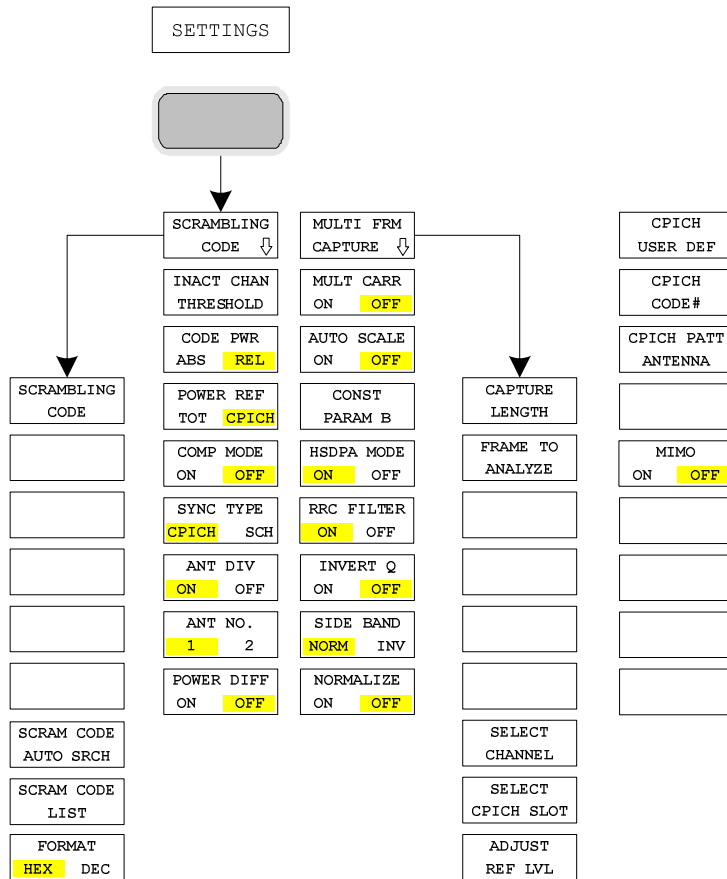 SETTINGS
SCRAMBLING
CODE
INACT CHAN
THRESHOLD
CODE PWR
ABS REL
POWER REF
TOT CPICH
COMP MODE
ON OFF
SYNC TYPE
CPICH SCH
ANT DIV
ON OFF
ANT NO.
1 2
POWER DIFF
ON OFF
MULTI FRM
CAPTURE
MULT CARR
ON OFF
AUTO SCALE
ON OFF
CONST
PARAM B
HSDPA MODE
ON OFF
RRC FILTER
ON OFF
INVERT Q
ON OFF
SIDE BAND
NORM INV
NORMALIZE
ON OFF
CPICH
USER DEF
CPICH
CODE#
CPICH PATT
ANTENNA
MIMO
ON OFF
SCRAMBLING
CODE
SCRAM CODE
AUTO SRCH
SCRAM CODE
LIST
FORMAT
HEX DEC
CAPTURE
LENGTH
FRAME TO
ANALYZE
SELECT
CHANNEL
SELECT
CPICH SLOT
ADJUST
REF LVL